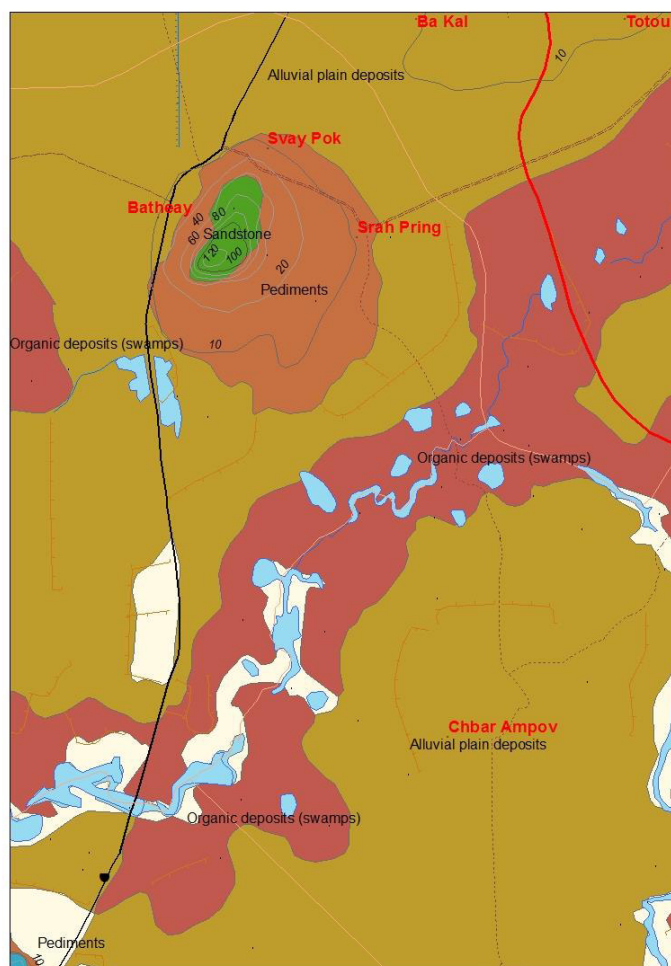 Ba Kal
Totou
10
Alluvial plain deposits
Svay Pok
Batheay
40
80
Srah Pring
60
Sandstone
120
100
20
Pediments
10
Organic deposits (swamps)
Organic deposits (swamps)
Chbar Ampov
Alluvial plain deposits
Organic deposits (swamps)
Pediments
10